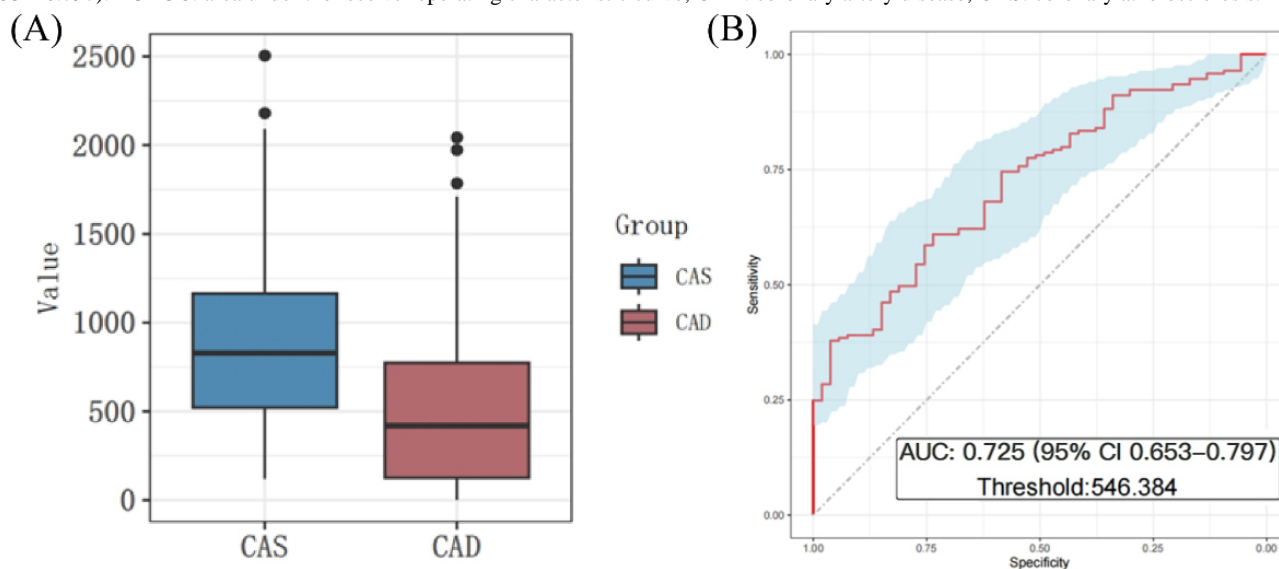 (A)
2500
2000
1500
1000
500
0
Value
CAS
CAD
Group
CAS
CAD
(B)
1.00
0.75
0.50
0.25
0.00
Sensitivity
AUC: 0.725 (95% CI 0.653–0.797)
Threshold:546.384
1.00
0.75
0.50
0.25
0.00
Specificity